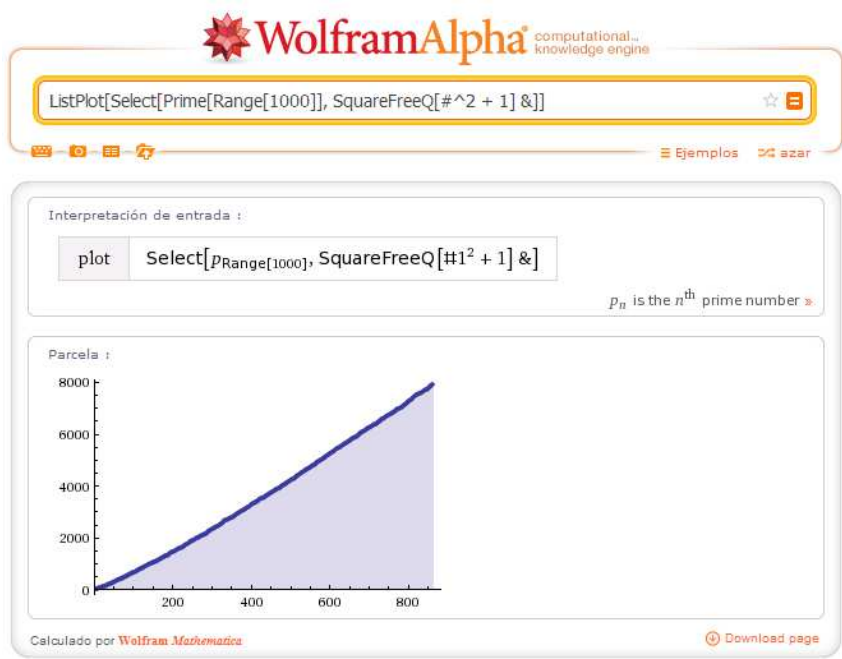 WolframAlpha computational... knowledge engine
ListPlot[Select[Prime[Range[1000]], SquareFreeQ[#^2 + 1] &]]
Ejemplos azar
Interpretación de entrada :
plot Select[pRange[1000], SquareFreeQ[#1² + 1] &]
pn is the nth prime number »
Parcela :
8000
6000
4000
2000
0
200 400 600 800
Calculado por Wolfram Mathematica Download page